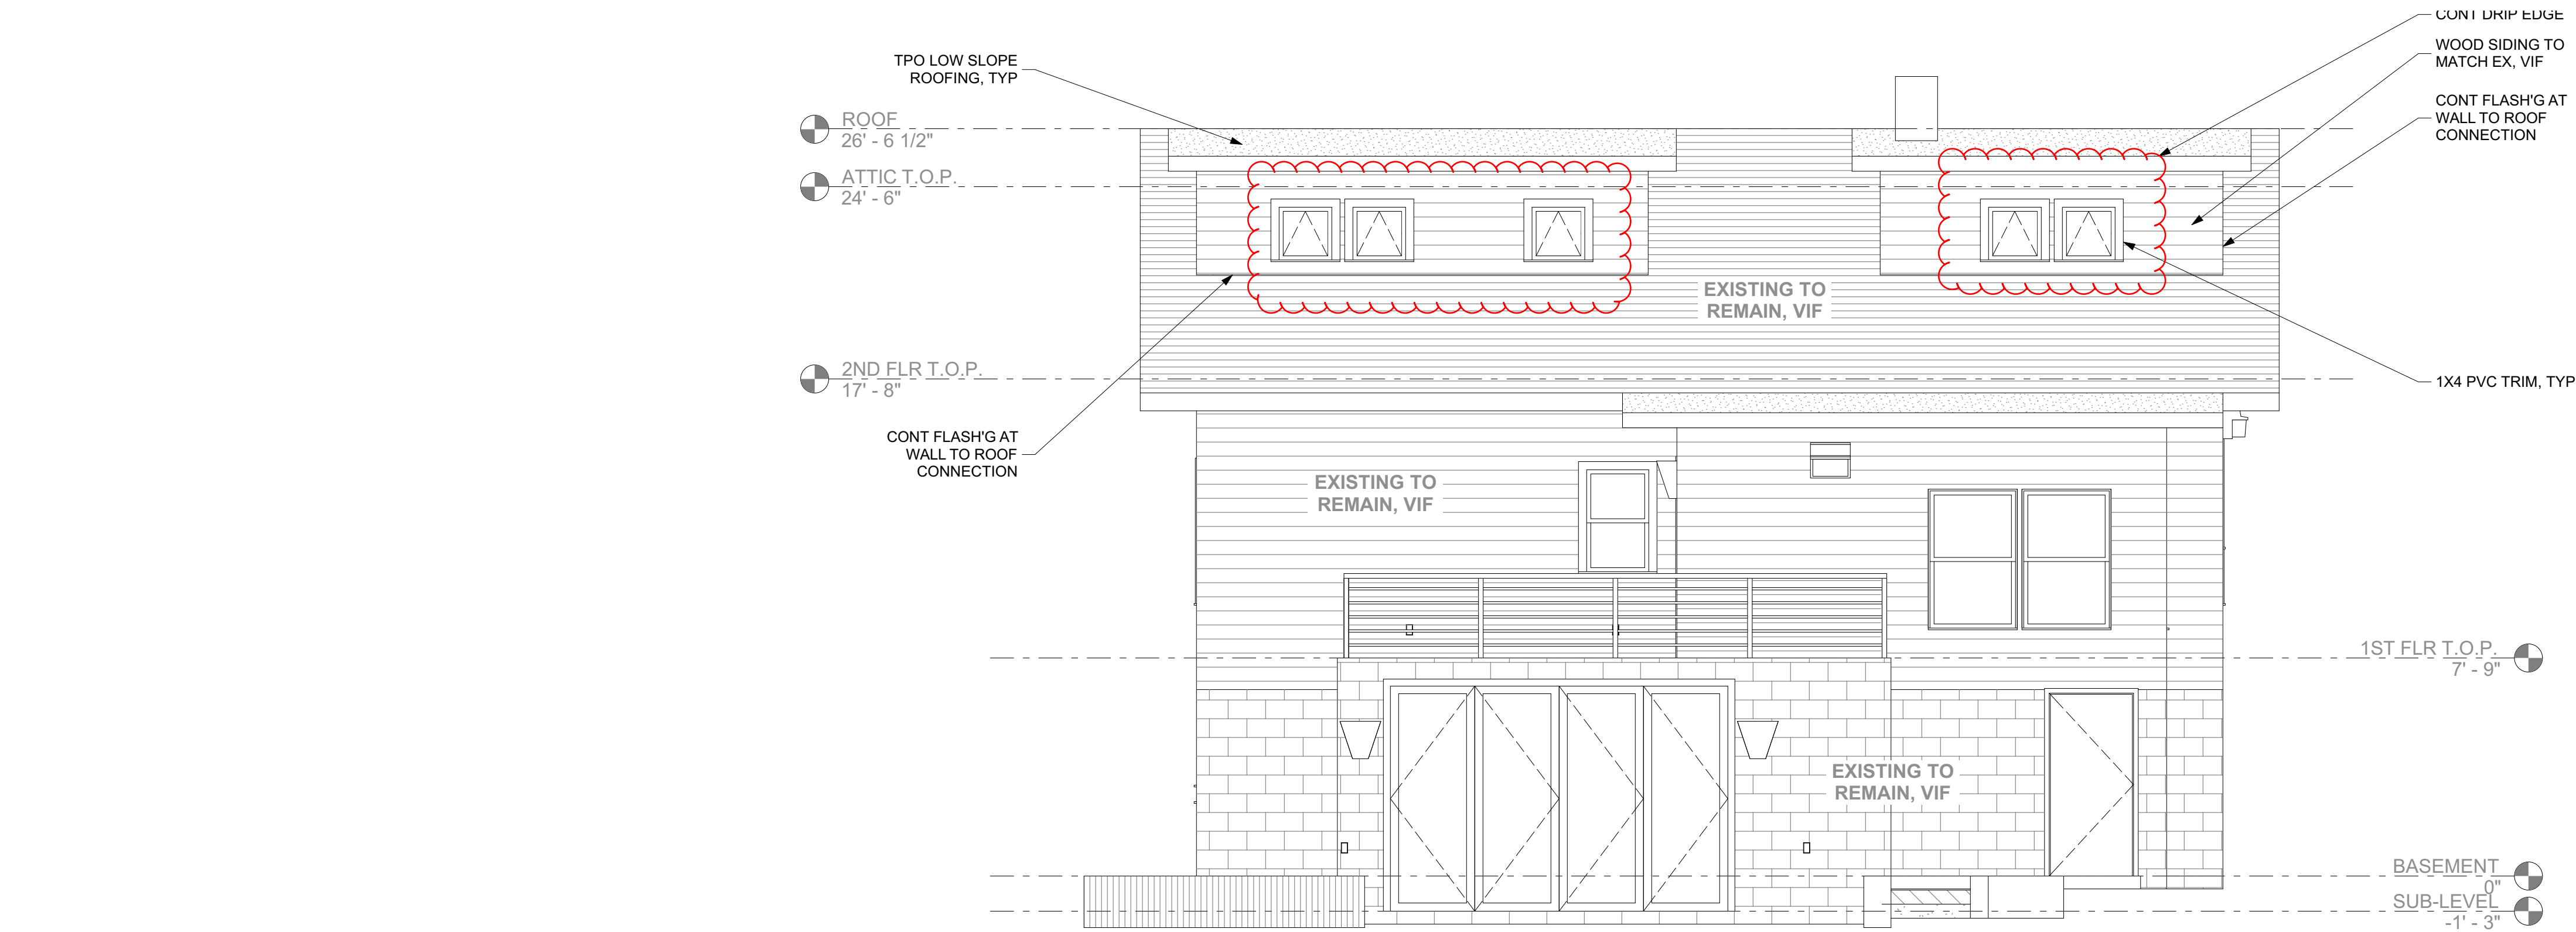 CONT DRIP EDGE
WOOD SIDING TO
MATCH EX, VIF
TPO LOW SLOPE
ROOFING, TYP
CONT FLASH'G AT
WALL TO ROOF
CONNECTION
ROOF
26' - 6 1/2"
ATTIC T.O.P.
24' - 6"
EXISTING TO
REMAIN, VIF
2ND FLR T.O.P.
17' - 8"
1X4 PVC TRIM, TYP
CONT FLASH'G AT
WALL TO ROOF
CONNECTION
EXISTING TO
REMAIN, VIF
1ST FLR T.O.P.
7' - 9"
EXISTING TO
REMAIN, VIF
BASEMENT
0"
SUB-LEVEL
-1' - 3"